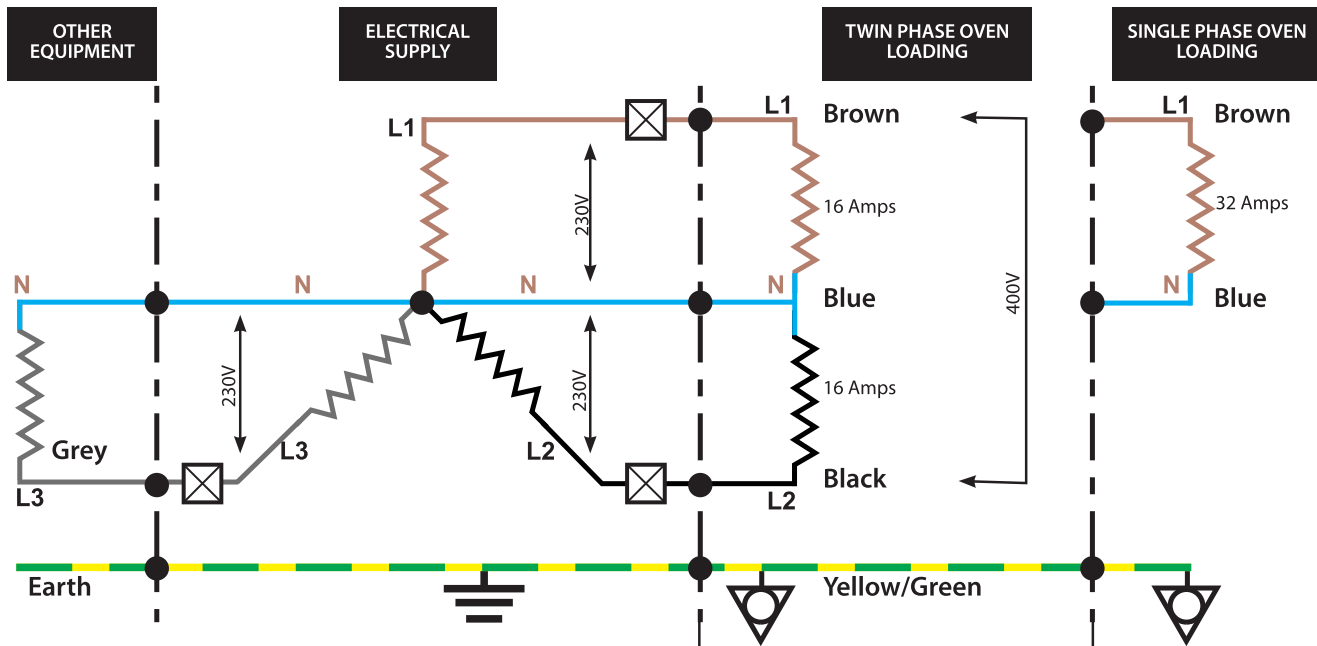 OTHER
EQUIPMENT
ELECTRICAL
SUPPLY
TWIN PHASE OVEN
LOADING
SINGLE PHASE OVEN
LOADING
L1
L1
Brown
L1
Brown
230V
16 Amps
32 Amps
N
N
N
N
Blue
400V
N
Blue
230V
230V
16 Amps
Grey
L3
L2
Black
L3
L2
Earth
Yellow/Green